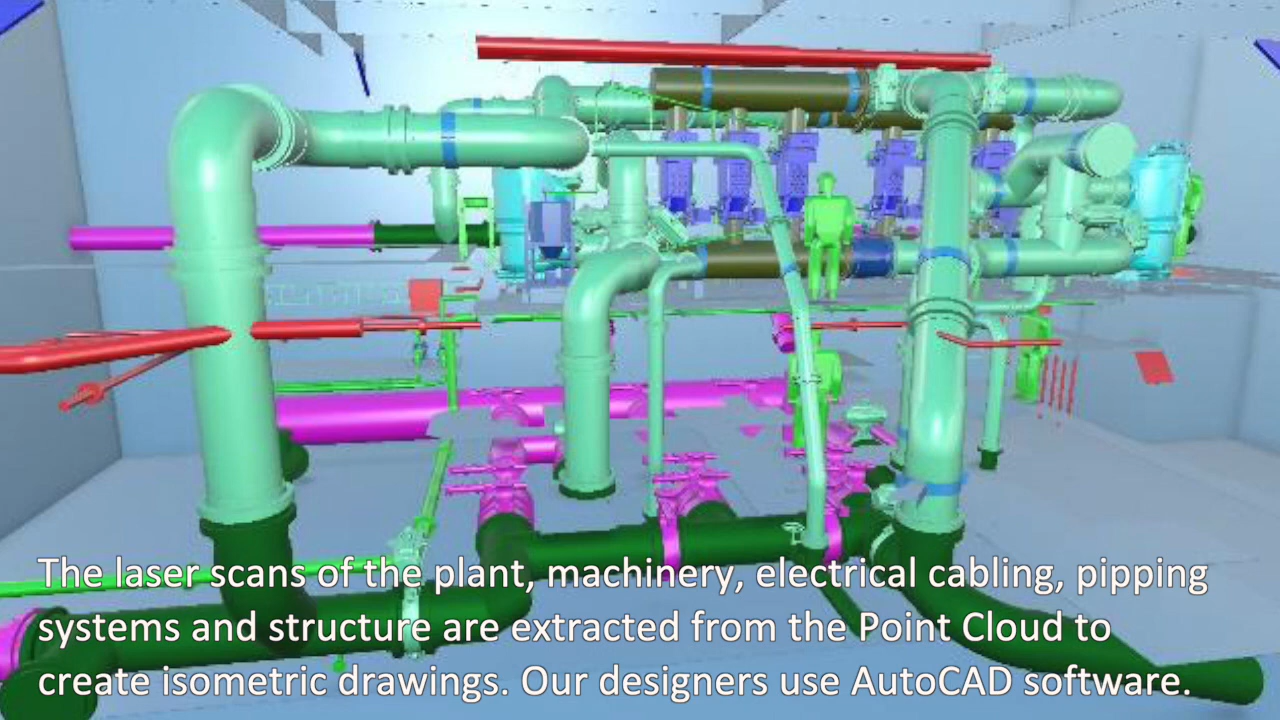 The laser scans of the plant, machinery, electrical cabling, pipping
systems and structure are extracted from the Point Cloud to
create isometric drawings. Our designers use AutoCAD software.